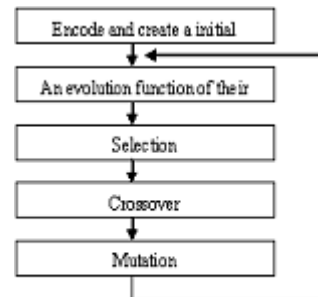 Encode and create a initial
An evolution function of their
Selection
Crossover
Mutation